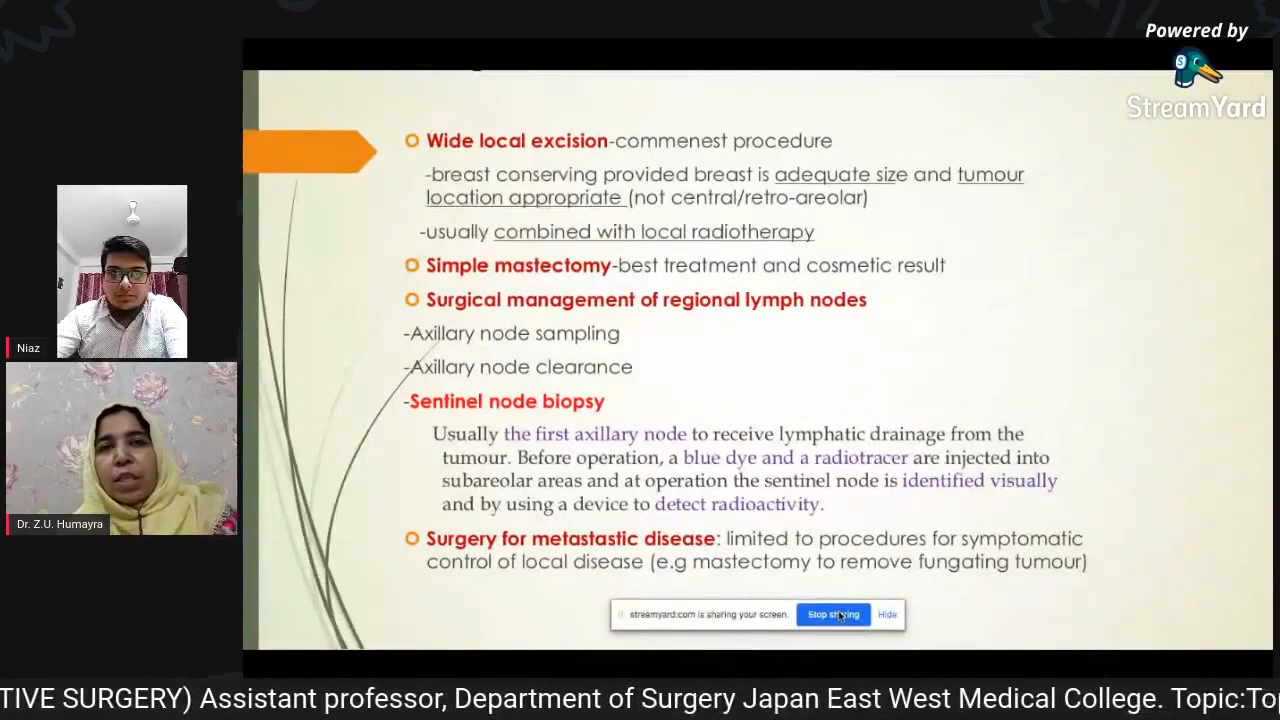 Powered by
StreamYard
Wide local excision-commenest procedure
-breast conserving provided breast is adequate size and tumour
location appropriate (not central/retro-areolar)
-usually combined with local radiotherapy
Simple mastectomy-best treatment and cosmetic result
Surgical management of regional lymph nodes
-Axillary node sampling
-Axillary node clearance
-Sentinel node biopsy
Usually the first axillary node to receive lymphatic drainage from the
tumour. Before operation, a blue dye and a radiotracer are injected into
subareolar areas and at operation the sentinel node is identified visually
and by using a device to detect radioactivity.
Surgery for metastastic disease: limited to procedures for symptomatic
control of local disease (e.g mastectomy to remove fungating tumour)
Niaz
Dr. Z.U. Humayra
streamyard.com is sharing your screen.
Stop sharing
Hide
TIVE SURGERY) Assistant professor, Department of Surgery Japan East West Medical College. Topic:To